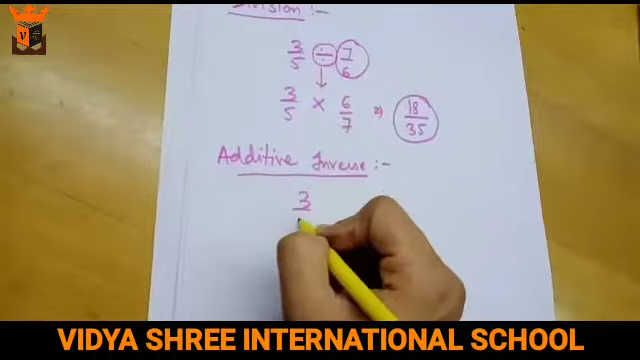 Division :-
3/5 ÷ 7/6
↓
3/5 × 6/7 ⇒ 18/35
Additive Inverse :-
3
VIDYA SHREE INTERNATIONAL SCHOOL